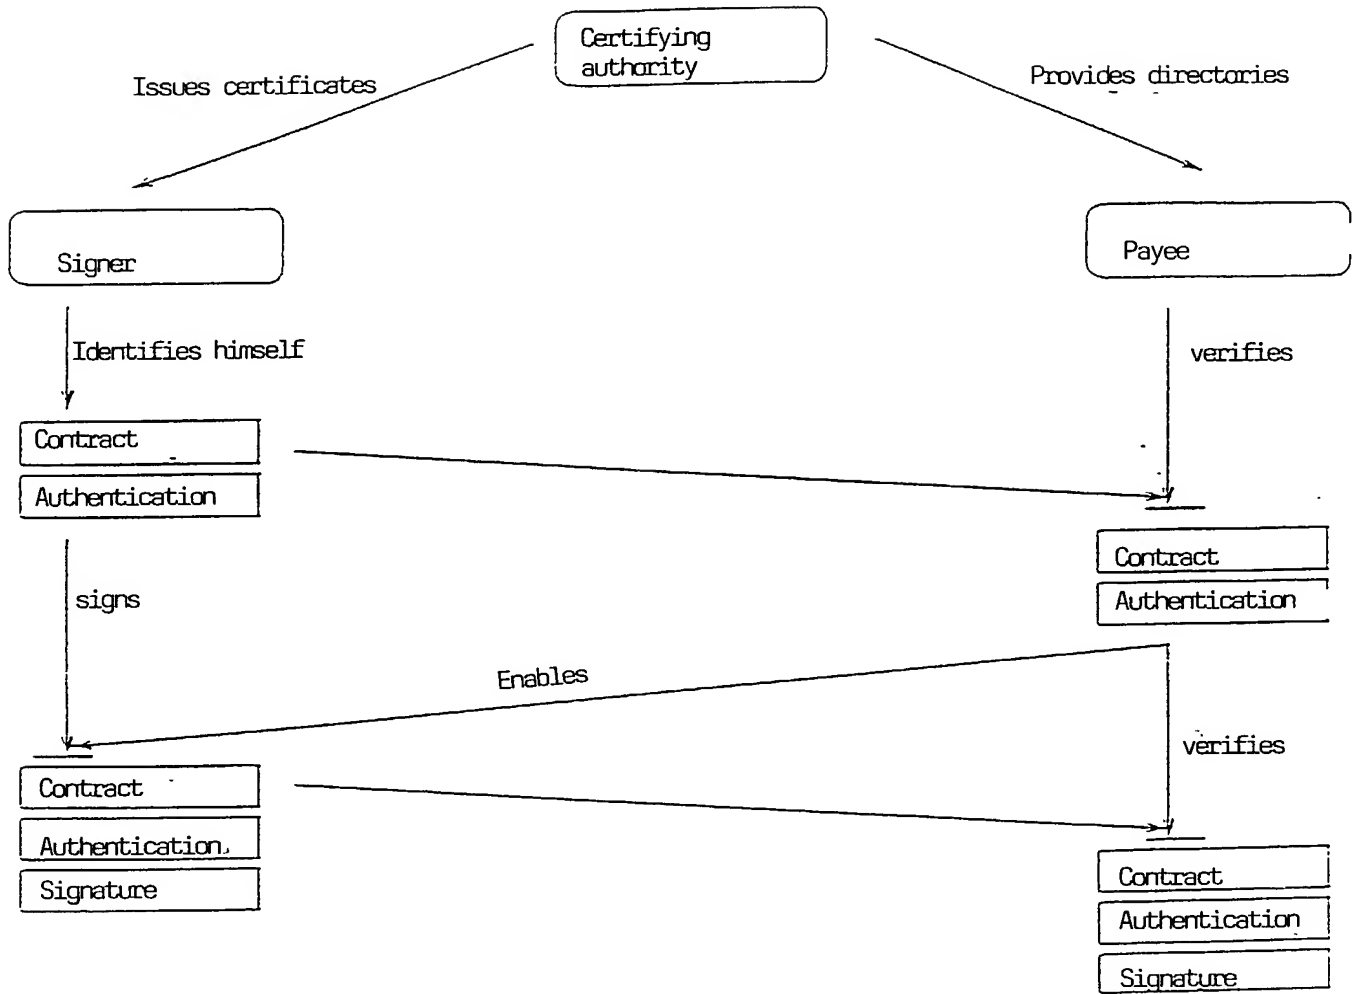 Certifying
authority
Issues certificates
Provides directories
Signer
Payee
Identifies himself
verifies
Contract
Authentication
Contract
Authentication
signs
Enables
verifies
Contract
Authentication
Signature
Contract
Authentication
Signature